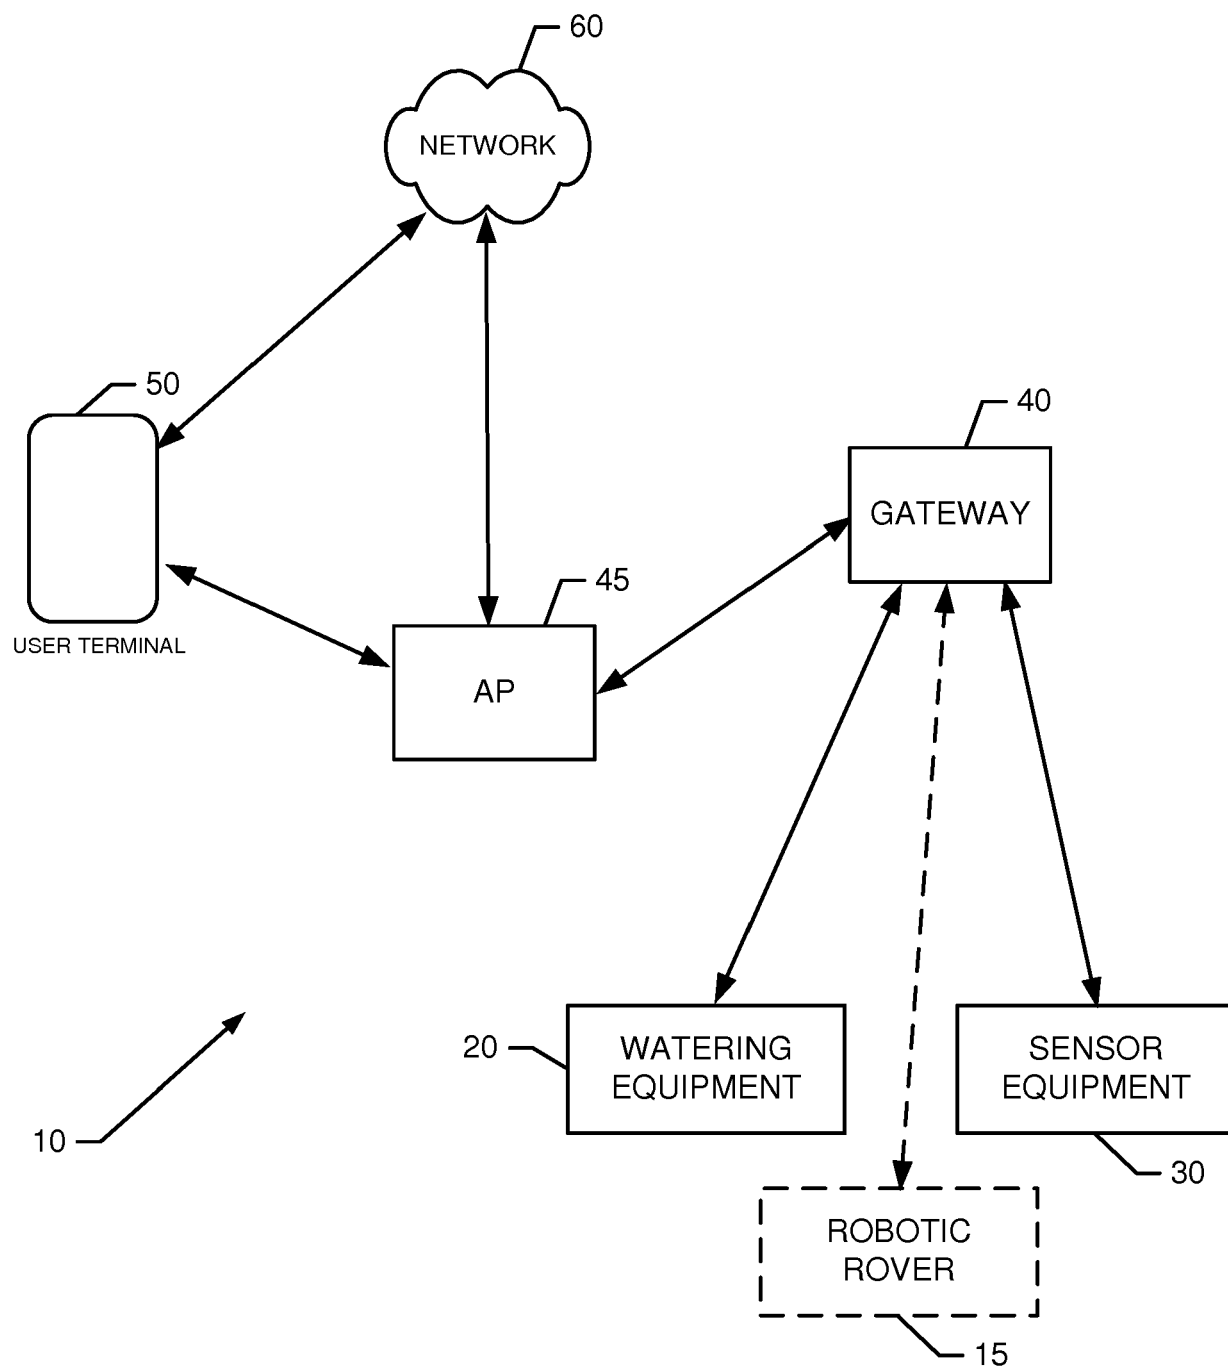 60
NETWORK
50
40
GATEWAY
45
USER TERMINAL
AP
20
WATERING
EQUIPMENT
SENSOR
EQUIPMENT
10
30
ROBOTIC
ROVER
15